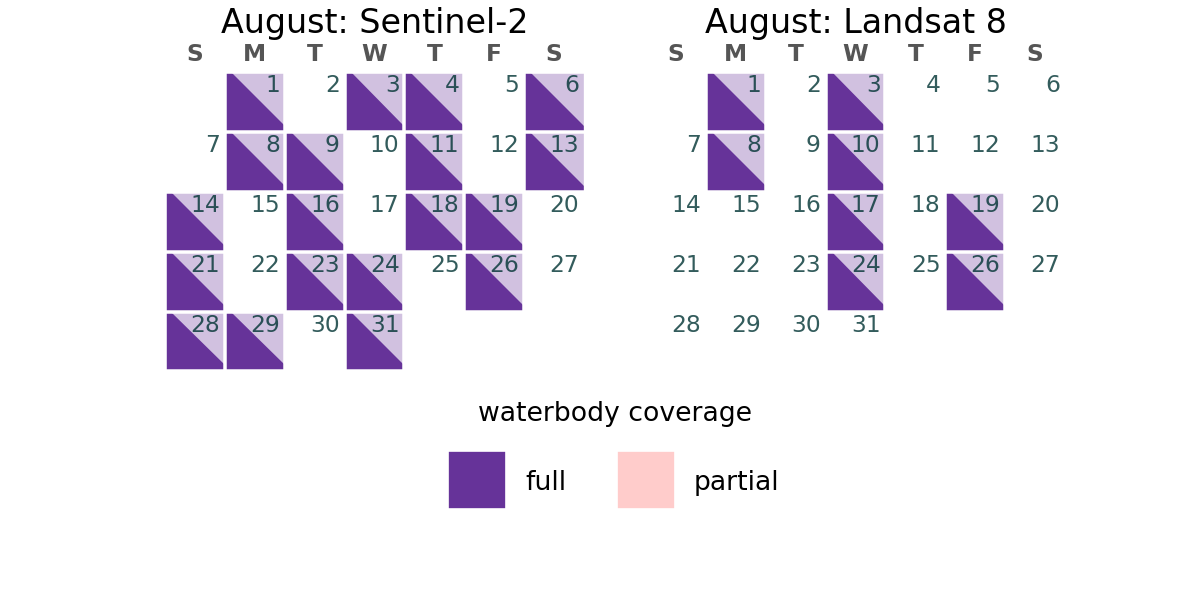 August: Sentinel-2
S M T W T F S
1 2 3 4 5 6
7 8 9 10 11 12 13
14 15 16 17 18 19 20
21 22 23 24 25 26 27
28 29 30 31
August: Landsat 8
S M T W T F S
1 2 3 4 5 6
7 8 9 10 11 12 13
14 15 16 17 18 19 20
21 22 23 24 25 26 27
28 29 30 31
waterbody coverage
full partial